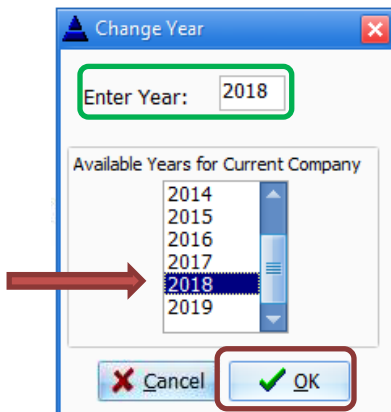 Change Year
Enter Year: 2018
Available Years for Current Company
2014
2015
2016
2017
2018
2019
Cancel OK